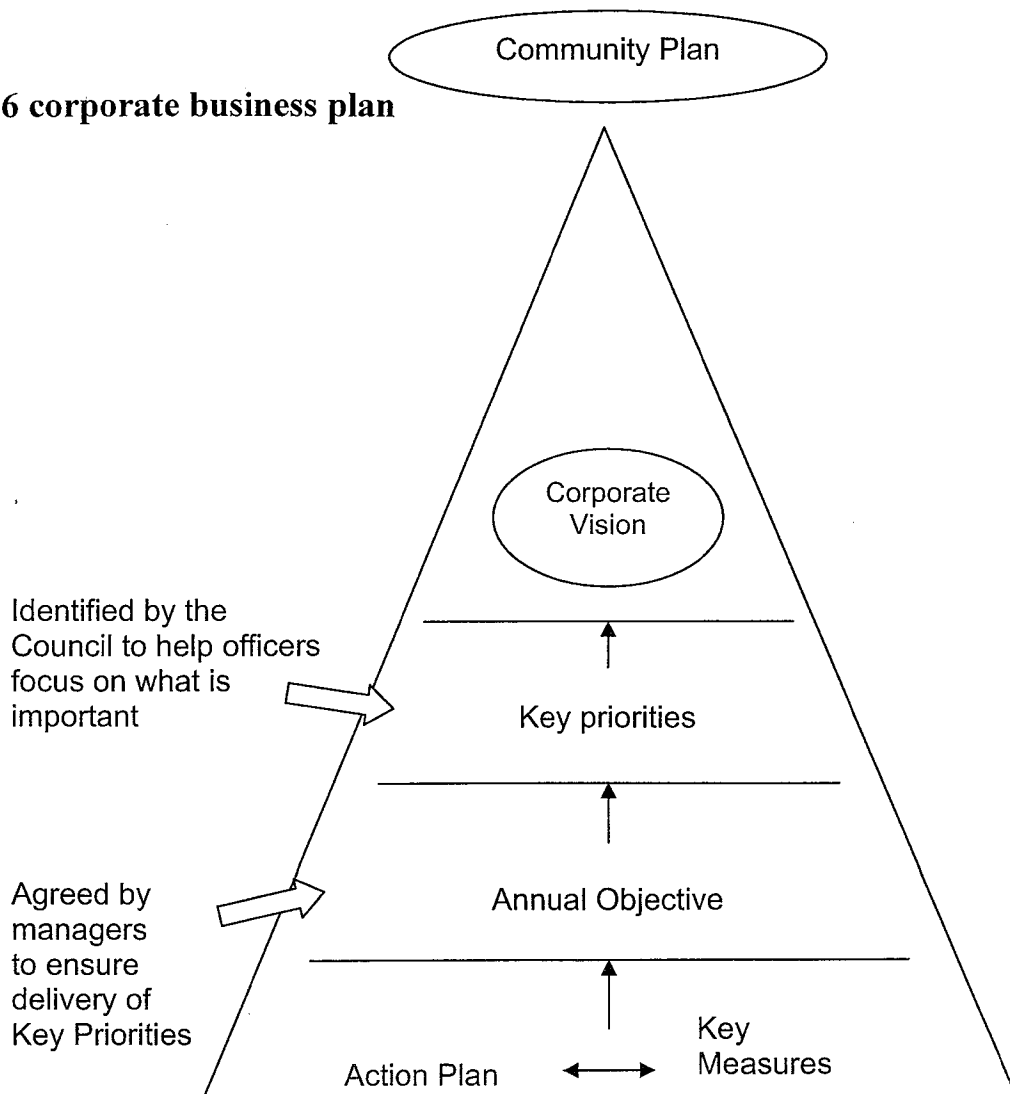 Community Plan
6 corporate business plan
Corporate
Vision
Identified by the
Council to help officers
focus on what is
important
Key priorities
Agreed by
managers
to ensure
delivery of
Key Priorities
Annual Objective
Key
Measures
Action Plan